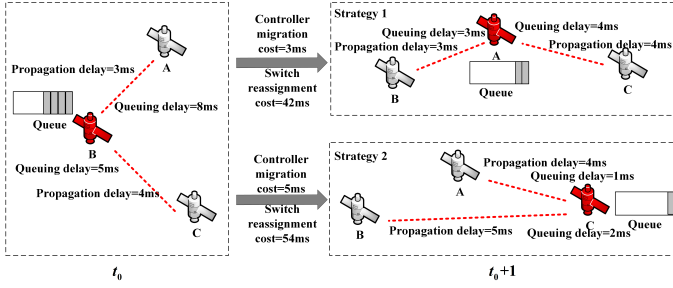 A
Propagation delay=3ms
Queuing delay=8ms
Queue
B
Queuing delay=5ms
Propagation delay=4ms
C
t0
Controller
migration
cost=3ms
Switch
reassignment
cost=42ms
Controller
migration
cost=5ms
Switch
reassignment
cost=54ms
Strategy 1
Queuing delay=4ms
Queuing delay=3ms
Propagation delay=3ms
Propagation delay=4ms
A
B
Queue
C
Strategy 2
Propagation delay=4ms
A
Queuing delay=1ms
B
C
Queue
Propagation delay=5ms
Queuing delay=2ms
t0+1